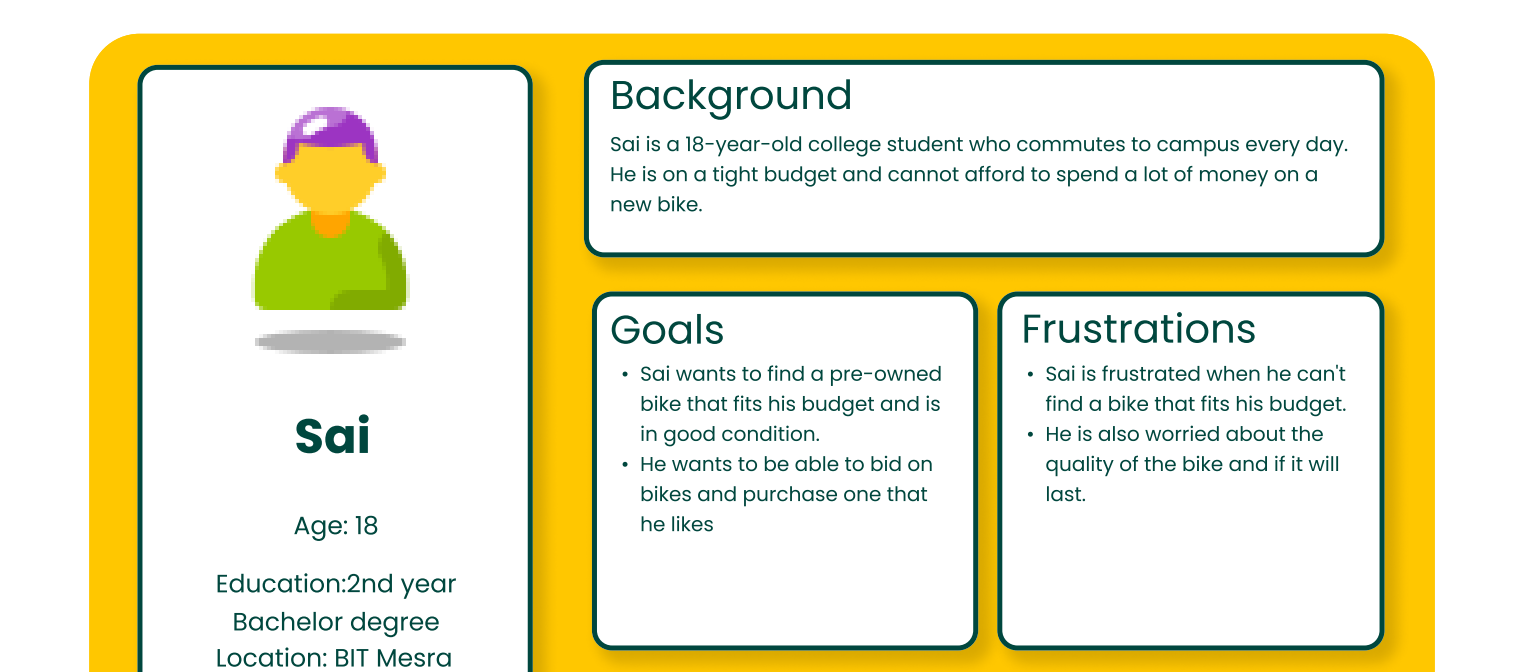 Sai
Age: 18
Education:2nd year
Bachelor degree
Location: BIT Mesra
Background
Sai is a 18-year-old college student who commutes to campus every day.
He is on a tight budget and cannot afford to spend a lot of money on a
new bike.
Goals
• Sai wants to find a pre-owned
bike that fits his budget and is
in good condition.
• He wants to be able to bid on
bikes and purchase one that
he likes
Frustrations
• Sai is frustrated when he can't
find a bike that fits his budget.
• He is also worried about the
quality of the bike and if it will
last.